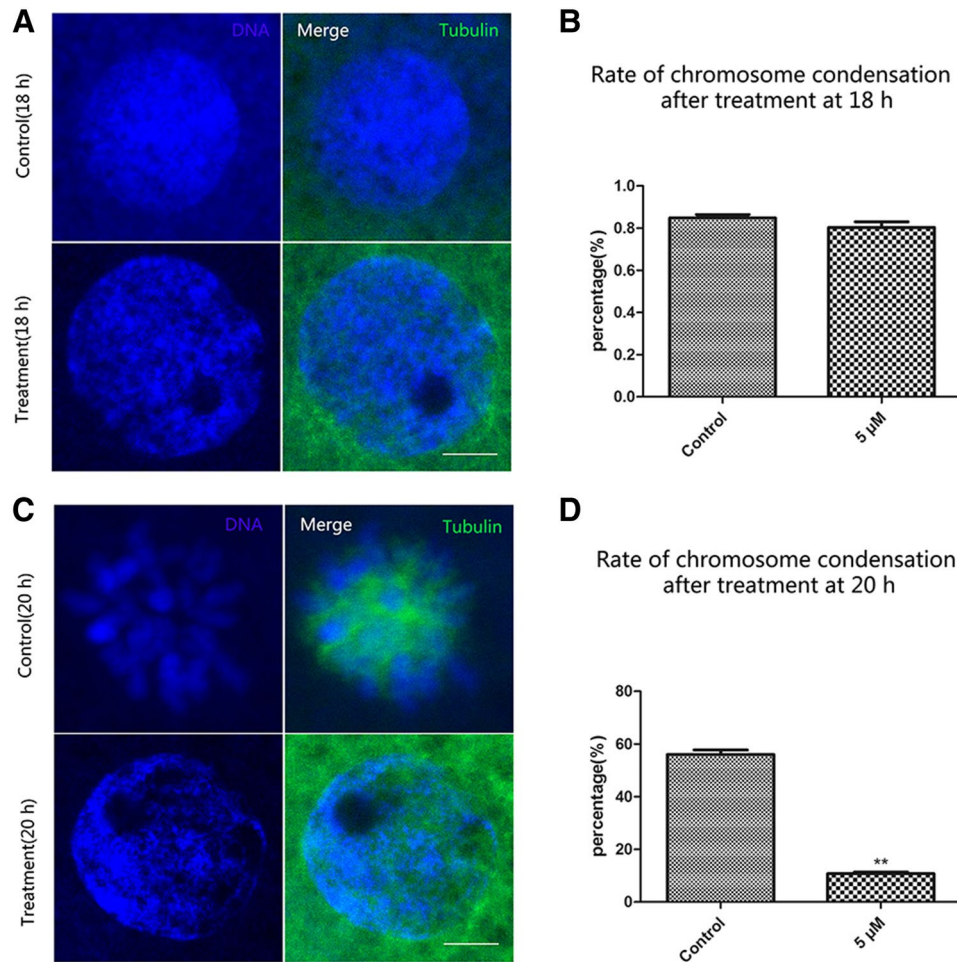 A
DNA
Merge
Tubulin
Control(18 h)
Treatment(18 h)
B
Rate of chromosome condensation
after treatment at 18 h
percentage(%)
1.0
0.8
0.6
0.4
0.2
0.0
Control
5 μM
C
DNA
Merge
Tubulin
Control(20 h)
Treatment(20 h)
D
Rate of chromosome condensation
after treatment at 20 h
percentage(%)
80
60
40
20
0
**
Control
5 μM